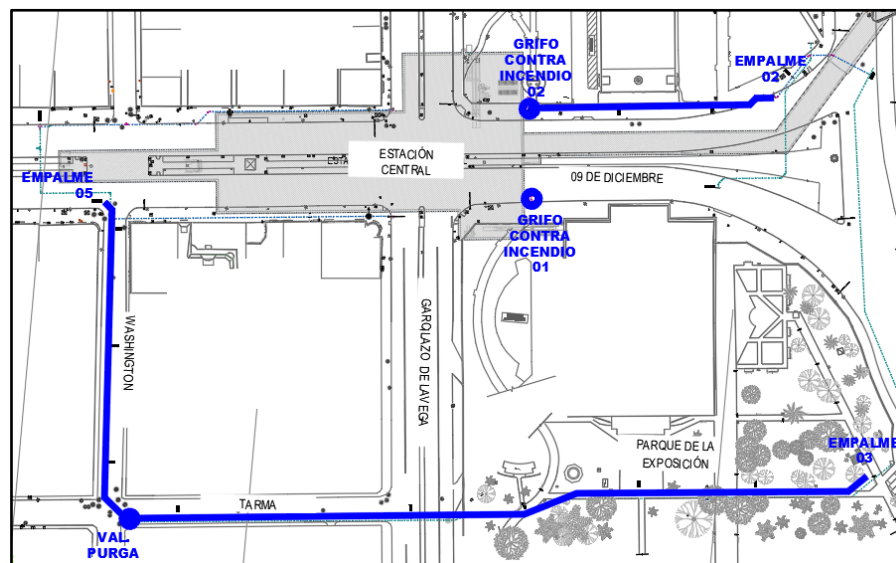 GRIFO
CONTRA
INCENDIO
02
EMPALME
02
ESTACIÓN
CENTRAL
EMPALME
05
09 DE DICIEMBRE
GRIFO
CONTRA
INCENDIO
01
WASHINGTON
GARQLAZO DE LA VEGA
PARQUE DE LA
EXPOSICIÓN
EMPALME
03
TARMA
VAL.
PURGA